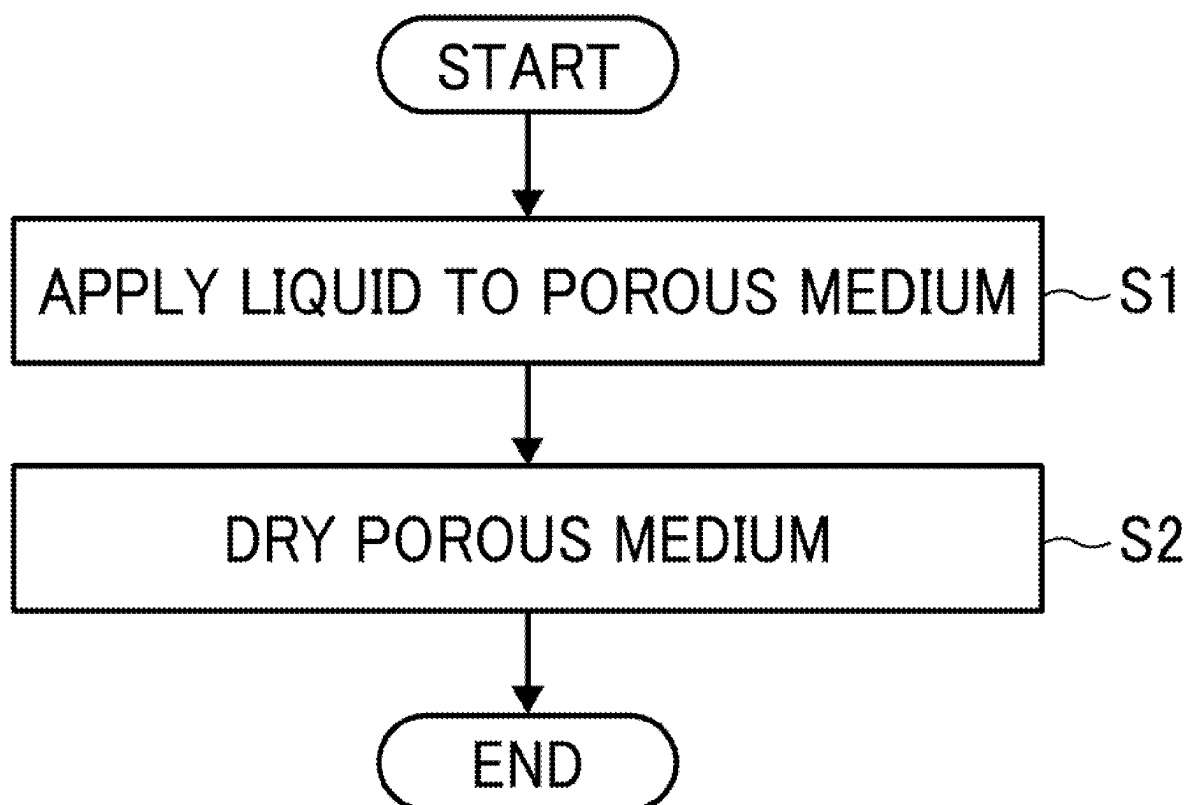 START
APPLY LIQUID TO POROUS MEDIUM
S1
DRY POROUS MEDIUM
S2
END